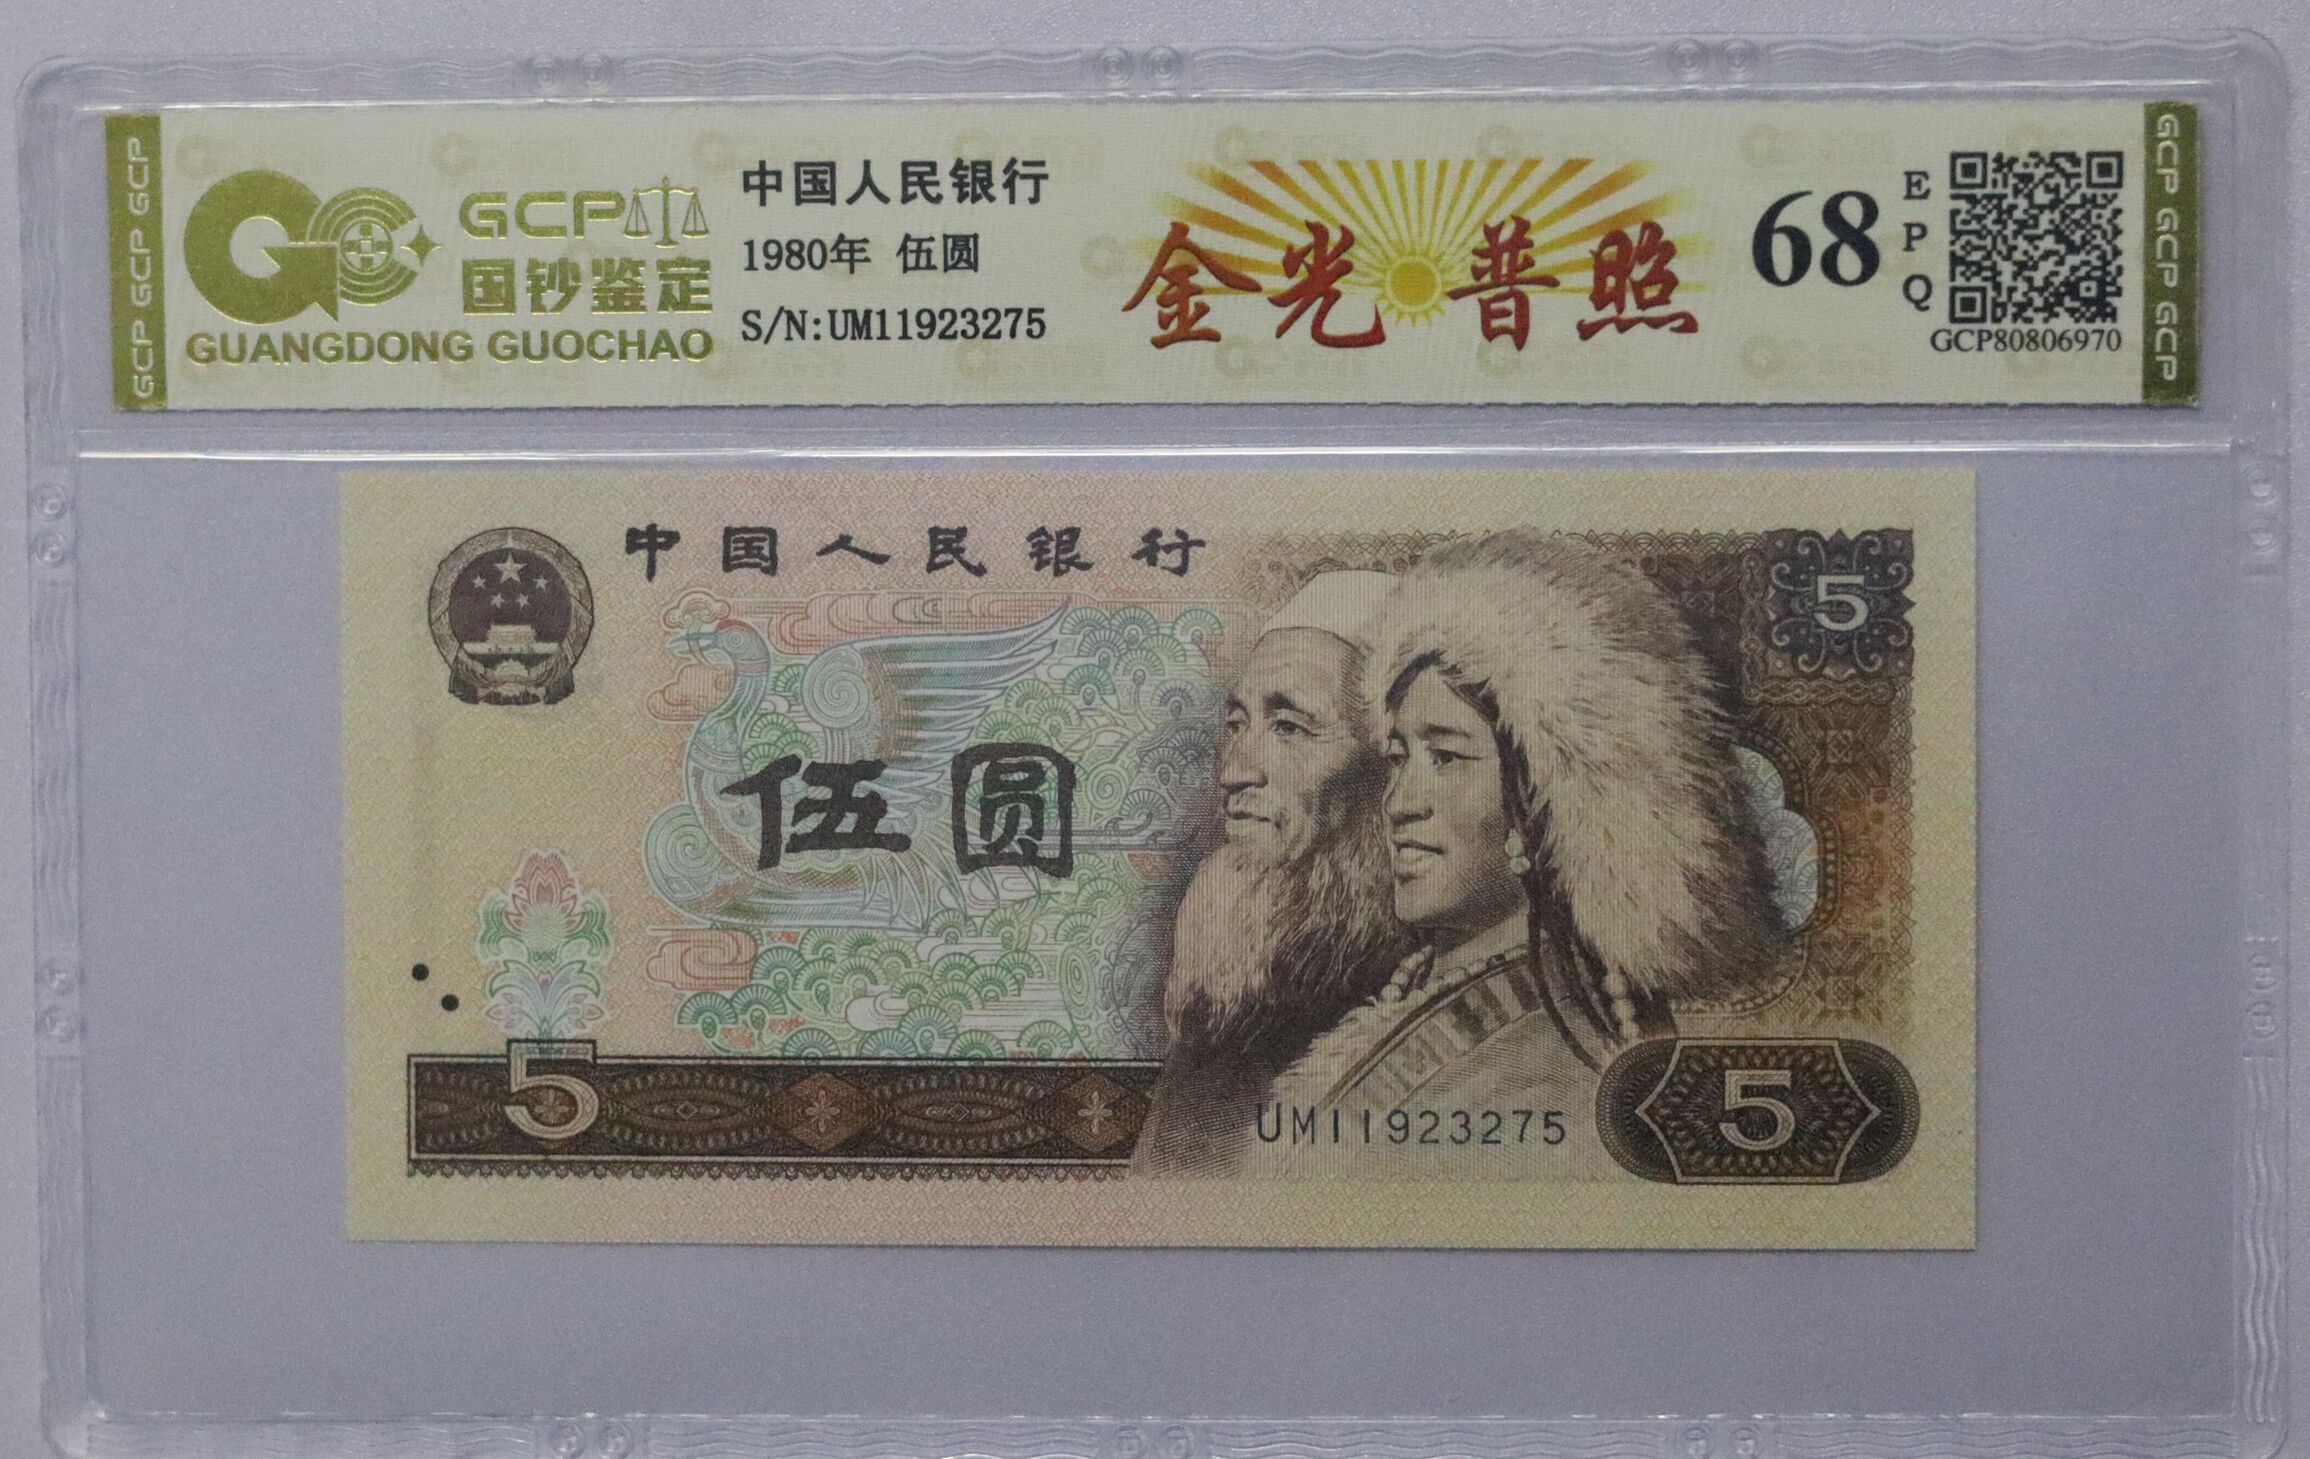 GCP GCP GCP
GCP
国钞鉴定
GUANGDONG GUOCHAO
中国人民银行
1980年 伍圆
S/N:UM11923275
金光普照
68
EPQ
GCP80806970
GCP GCP GCP
中国人民银行
5
伍圆
5
UM11923275
5